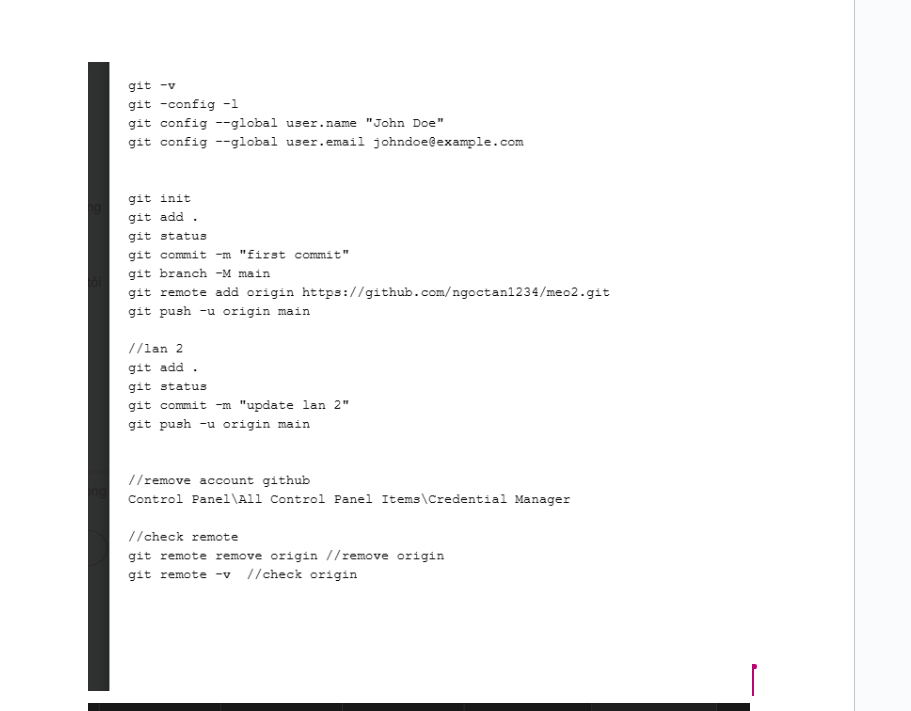 git -v
git -config -l
git config --global user.name "John Doe"
git config --global user.email johndoe@example.com
git init
git add .
git status
git commit -m "first commit"
git branch -M main
git remote add origin https://github.com/ngoctan1234/meo2.git
git push -u origin main
//lan 2
git add .
git status
git commit -m "update lan 2"
git push -u origin main
//remove account github
Control Panel\All Control Panel Items\Credential Manager
//check remote
git remote remove origin //remove origin
git remote -v  //check origin